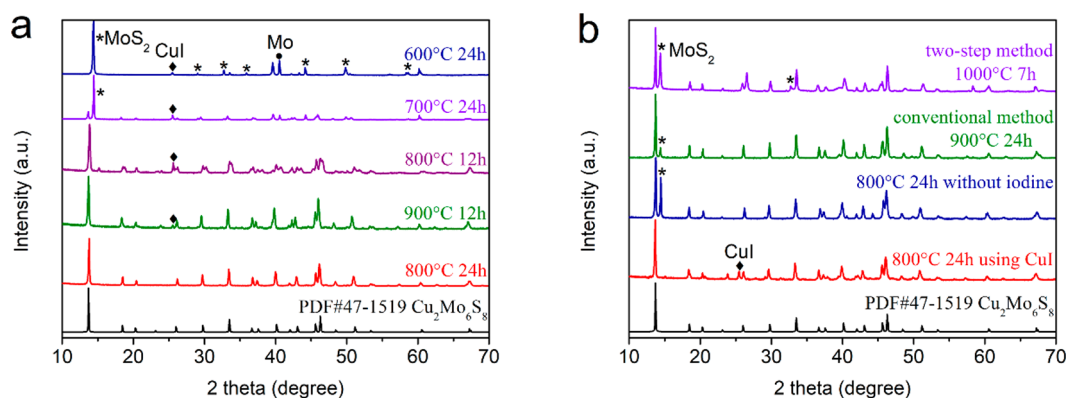 a
*MoS2
CuI
♦
Mo
●
* * * * * *
600°C 24h
*
♦
700°C 24h
♦
800°C 12h
♦
900°C 12h
800°C 24h
PDF#47-1519 Cu2Mo6S8
Intensity (a.u.)
10 20 30 40 50 60 70
2 theta (degree)
b
* MoS2
*
two-step method
1000°C 7h
*
conventional method
900°C 24h
*
800°C 24h without iodine
CuI
♦
800°C 24h using CuI
PDF#47-1519 Cu2Mo6S8
Intensity (a.u.)
10 20 30 40 50 60 70
2 theta (degree)